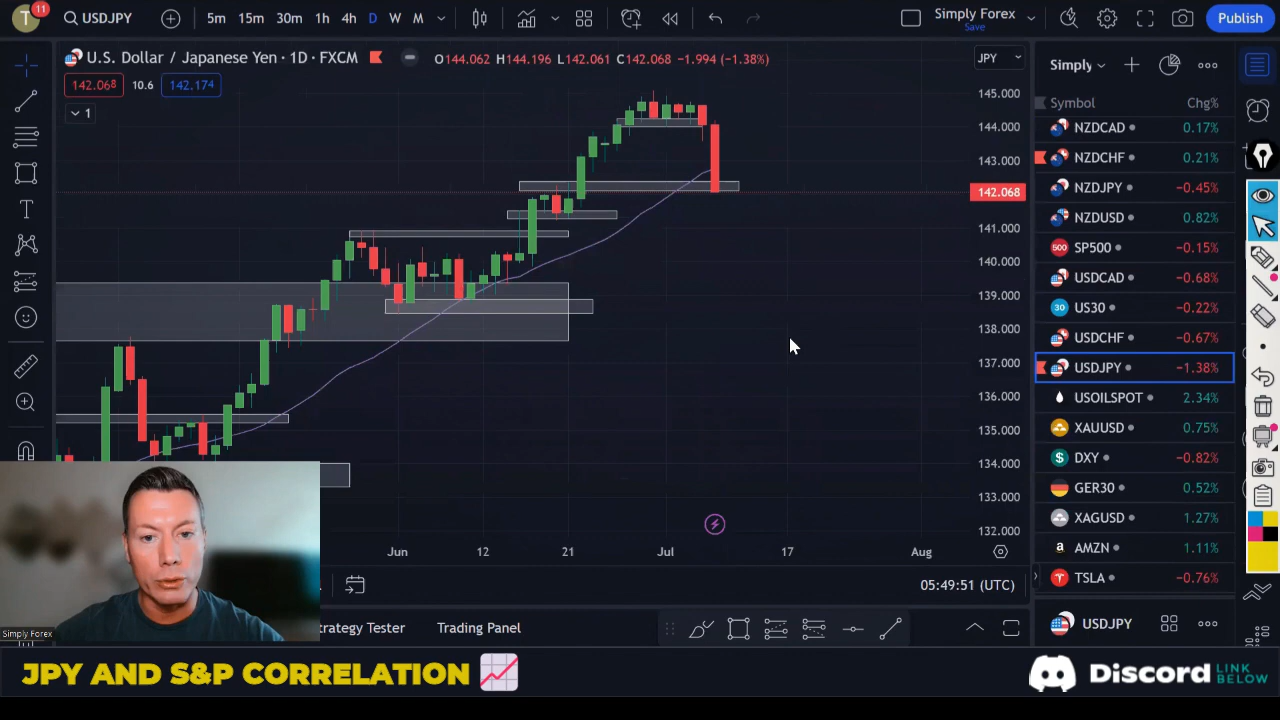 T
11
USDJPY
5m 15m 30m 1h 4h D W M
Simply Forex
Save
Publish
U.S. Dollar / Japanese Yen · 1D · FXCM
O144.062 H144.196 L142.061 C142.068 −1.994 (−1.38%)
JPY
142.068 10.6 142.174
1
145.000
144.000
143.000
142.068
141.000
140.000
139.000
138.000
137.000
136.000
135.000
134.000
133.000
132.000
Jun 12 21 Jul 17 Aug
05:49:51 (UTC)
Simply
Symbol Chg%
NZDCAD 0.17%
NZDCHF 0.21%
NZDJPY −0.45%
NZDUSD 0.82%
500 SP500 −0.15%
USDCAD −0.68%
30 US30 −0.22%
USDCHF −0.67%
USDJPY −1.38%
USOILSPOT 2.34%
XAUUSD 0.75%
$ DXY −0.82%
GER30 0.52%
XAGUSD 1.27%
a AMZN 1.11%
TSLA −0.76%
USDJPY
Simply Forex
trategy Tester Trading Panel
JPY AND S&P CORRELATION
Discord LINK BELOW